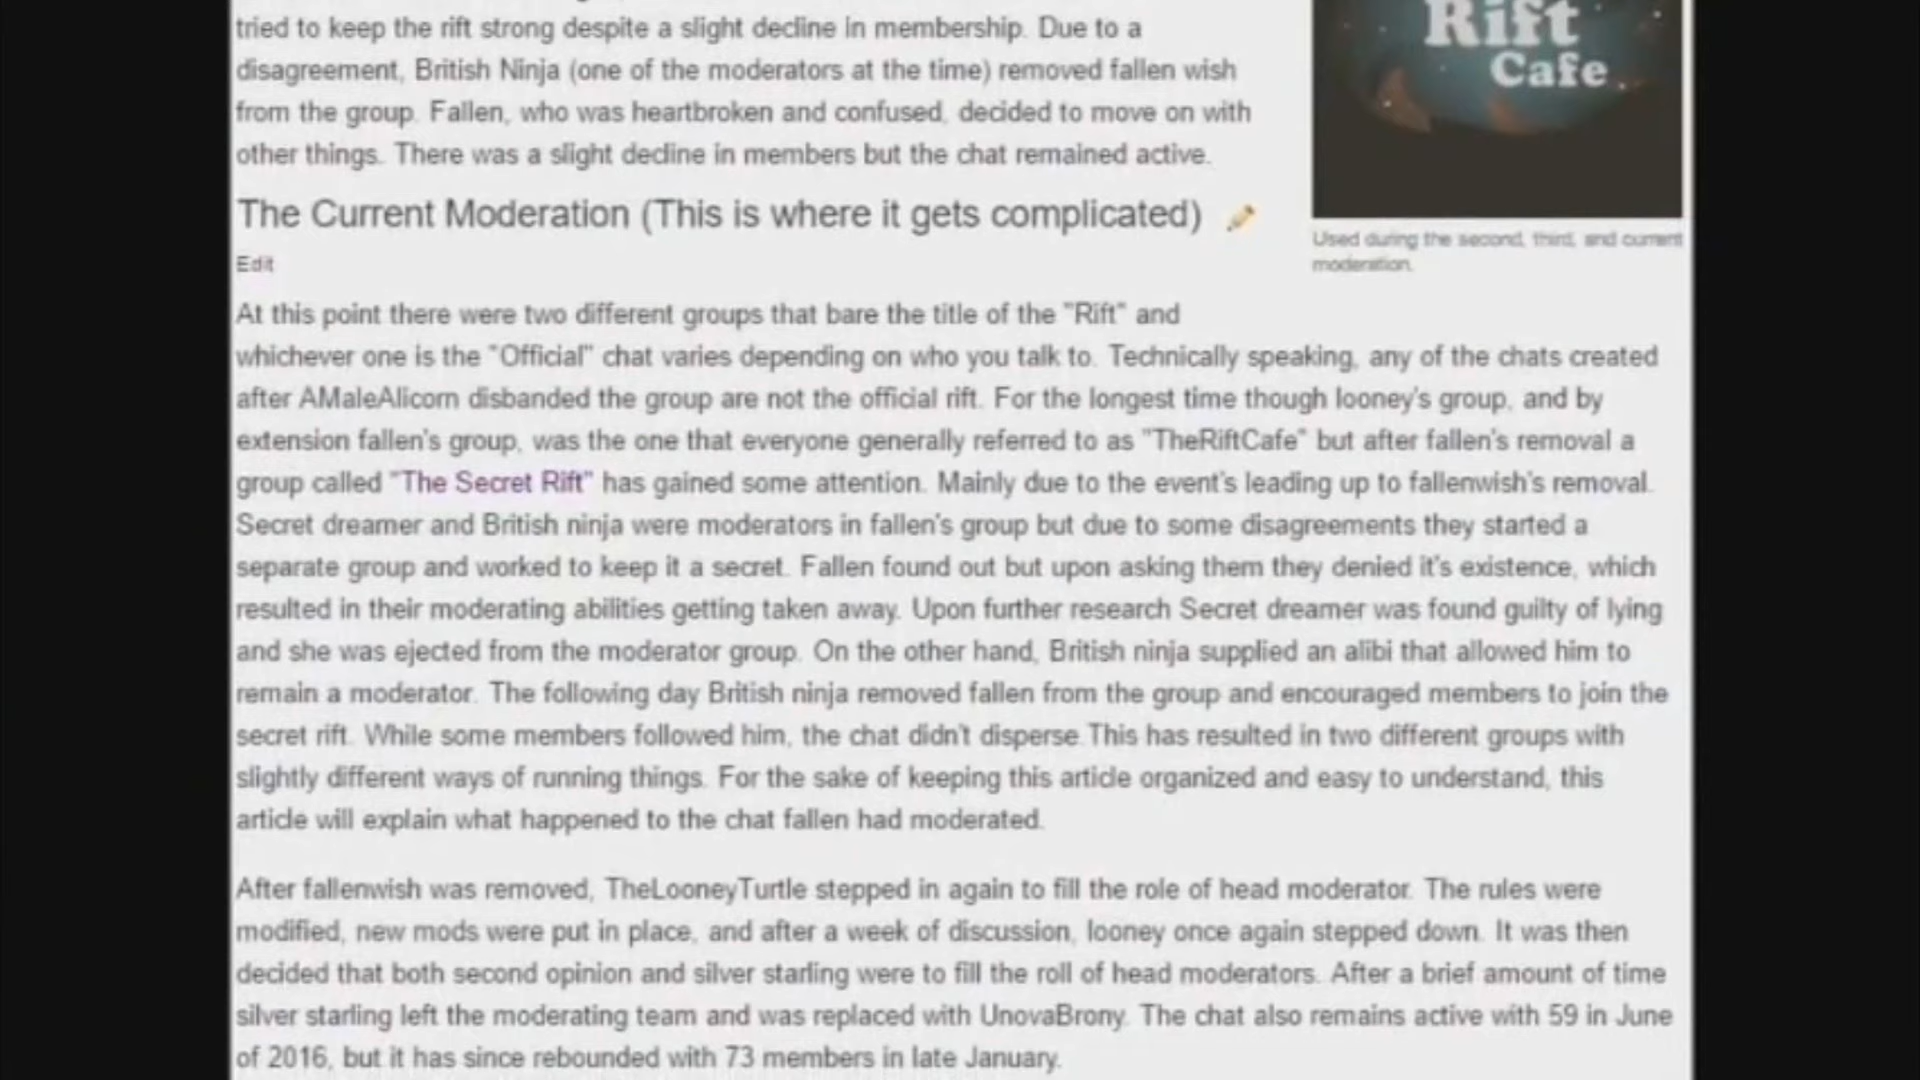 tried to keep the rift strong despite a slight decline in membership. Due to a
disagreement, British Ninja (one of the moderators at the time) removed fallen wish
from the group. Fallen, who was heartbroken and confused, decided to move on with
other things. There was a slight decline in members but the chat remained active.
Rift
Cafe
Used during the second, third, and current
moderation.
The Current Moderation (This is where it gets complicated)
Edit
At this point there were two different groups that bare the title of the "Rift" and
whichever one is the "Official" chat varies depending on who you talk to. Technically speaking, any of the chats created
after AMaleAlicorn disbanded the group are not the official rift. For the longest time though looney's group, and by
extension fallen's group, was the one that everyone generally referred to as "TheRiftCafe" but after fallen's removal a
group called "The Secret Rift" has gained some attention. Mainly due to the event's leading up to fallenwish's removal.
Secret dreamer and British ninja were moderators in fallen's group but due to some disagreements they started a
separate group and worked to keep it a secret. Fallen found out but upon asking them they denied it's existence, which
resulted in their moderating abilities getting taken away. Upon further research Secret dreamer was found guilty of lying
and she was ejected from the moderator group. On the other hand, British ninja supplied an alibi that allowed him to
remain a moderator. The following day British ninja removed fallen from the group and encouraged members to join the
secret rift. While some members followed him, the chat didn't disperse.This has resulted in two different groups with
slightly different ways of running things. For the sake of keeping this article organized and easy to understand, this
article will explain what happened to the chat fallen had moderated.
After fallenwish was removed, TheLooneyTurtle stepped in again to fill the role of head moderator. The rules were
modified, new mods were put in place, and after a week of discussion, looney once again stepped down. It was then
decided that both second opinion and silver starling were to fill the roll of head moderators. After a brief amount of time
silver starling left the moderating team and was replaced with UnovaBrony. The chat also remains active with 59 in June
of 2016, but it has since rebounded with 73 members in late January.